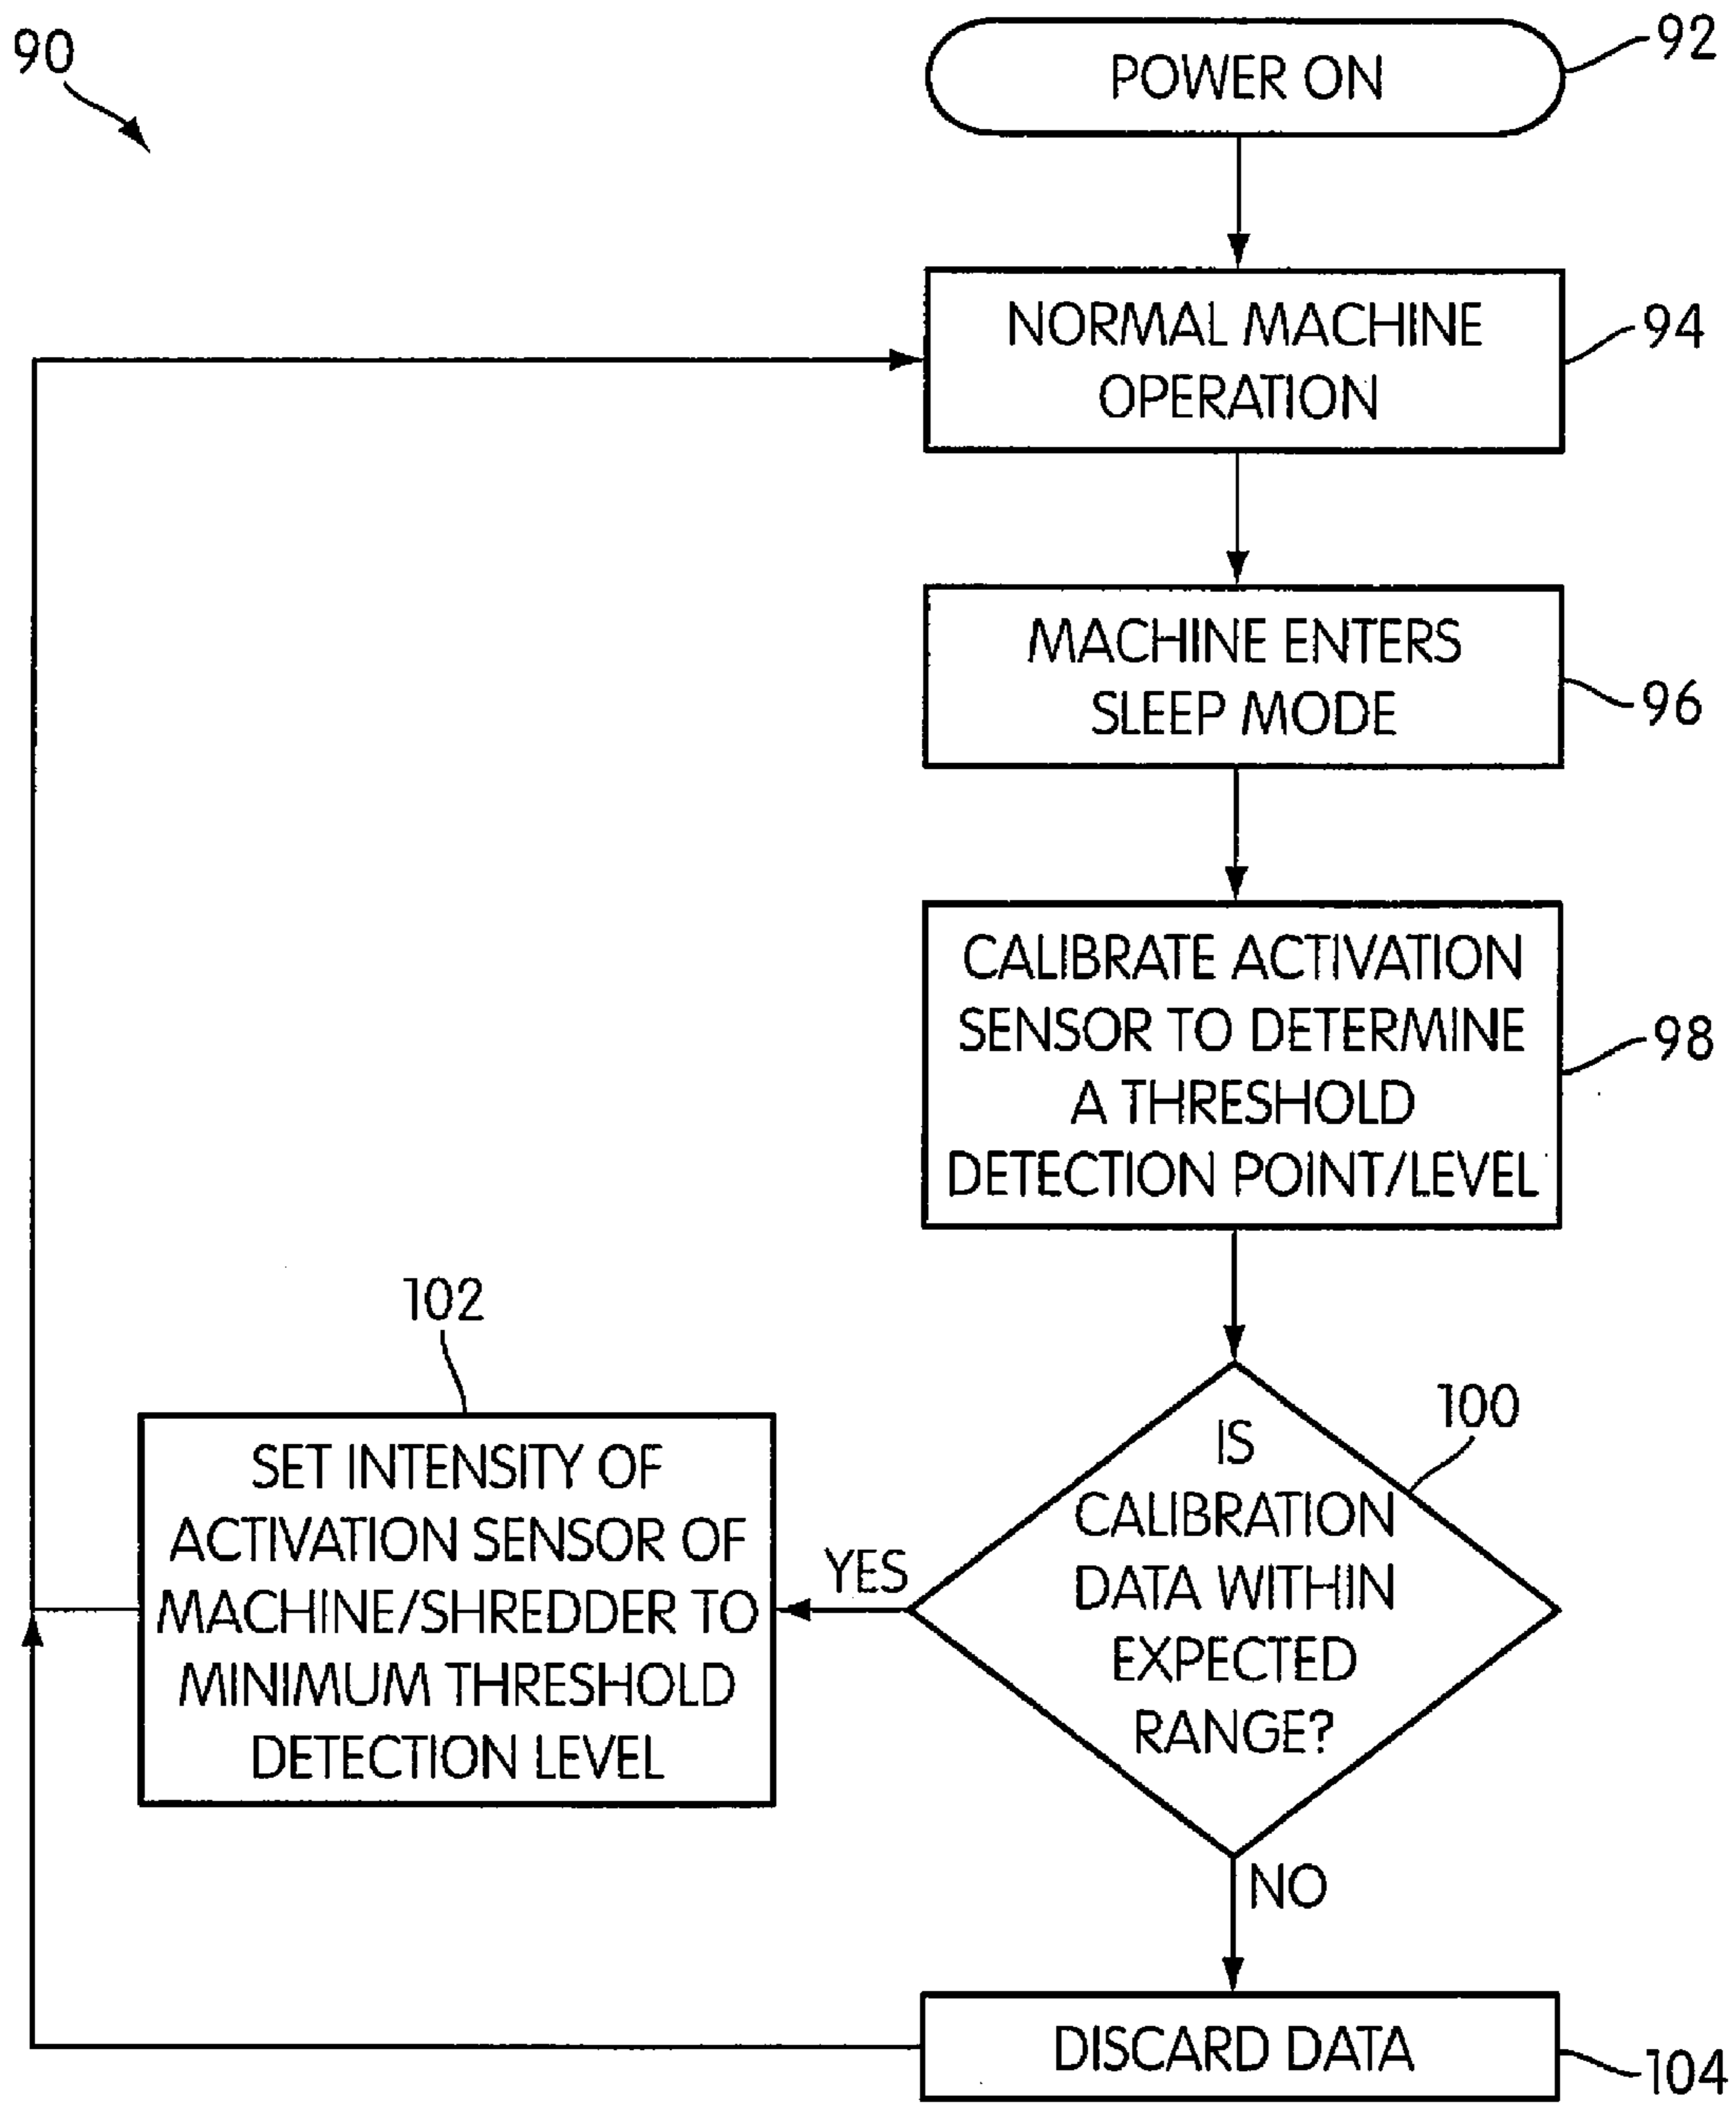 90
POWER ON
92
NORMAL MACHINE
OPERATION
94
MACHINE ENTERS
SLEEP MODE
96
CALIBRATE ACTIVATION
SENSOR TO DETERMINE
A THRESHOLD
DETECTION POINT/LEVEL
98
IS
CALIBRATION
DATA WITHIN
EXPECTED
RANGE?
100
YES
102
SET INTENSITY OF
ACTIVATION SENSOR OF
MACHINE/SHREDDER TO
MINIMUM THRESHOLD
DETECTION LEVEL
NO
DISCARD DATA
104